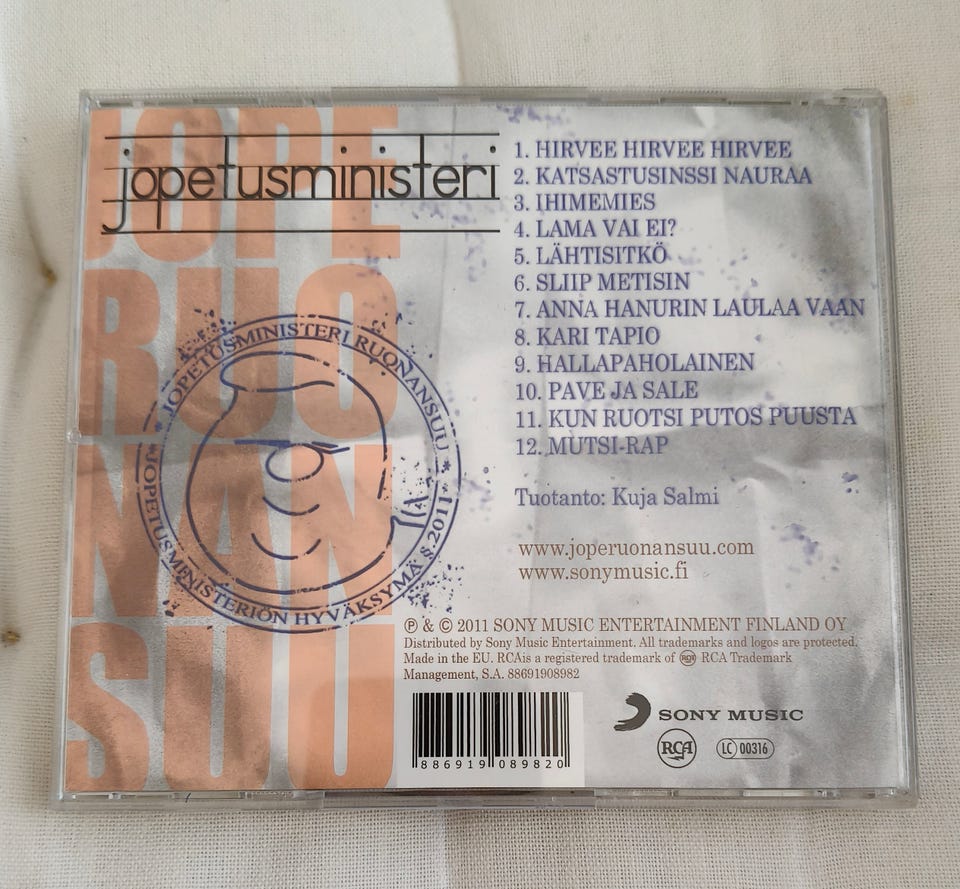 JOPE
RUO
NAN
SUU
jopetusministeri
JOPETUSMINISTERI RUONANSUU *
* JOPETUSMINISTERIÖN HYVÄKSYMÄ 8.2011
1. HIRVEE HIRVEE HIRVEE
2. KATSASTUSINSSI NAURAA
3. IHIMEMIES
4. LAMA VAI EI?
5. LÄHTISITKÖ
6. SLIIP METISIN
7. ANNA HANURIN LAULAA VAAN
8. KARI TAPIO
9. HALLAPAHOLAINEN
10. PAVE JA SALE
11. KUN RUOTSI PUTOS PUUSTA
12. MUTSI-RAP
Tuotanto: Kuja Salmi
www.joperuonansuu.com
www.sonymusic.fi
℗ & © 2011 SONY MUSIC ENTERTAINMENT FINLAND OY
Distributed by Sony Music Entertainment. All trademarks and logos are protected.
Made in the EU. RCAis a registered trademark of RCA RCA Trademark
Management, S.A. 88691908982
8 86919 089820
SONY MUSIC
RCA
LC 00316